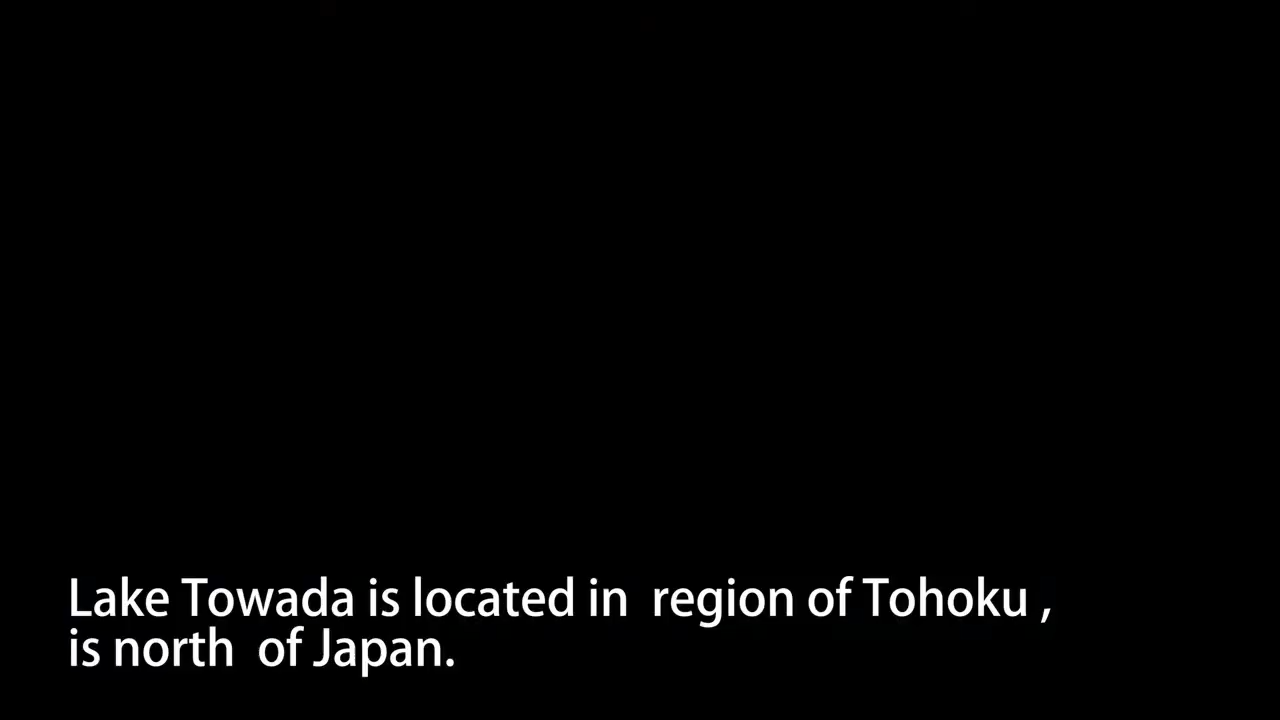 Lake Towada is located in  region of Tohoku ,
is north  of Japan.